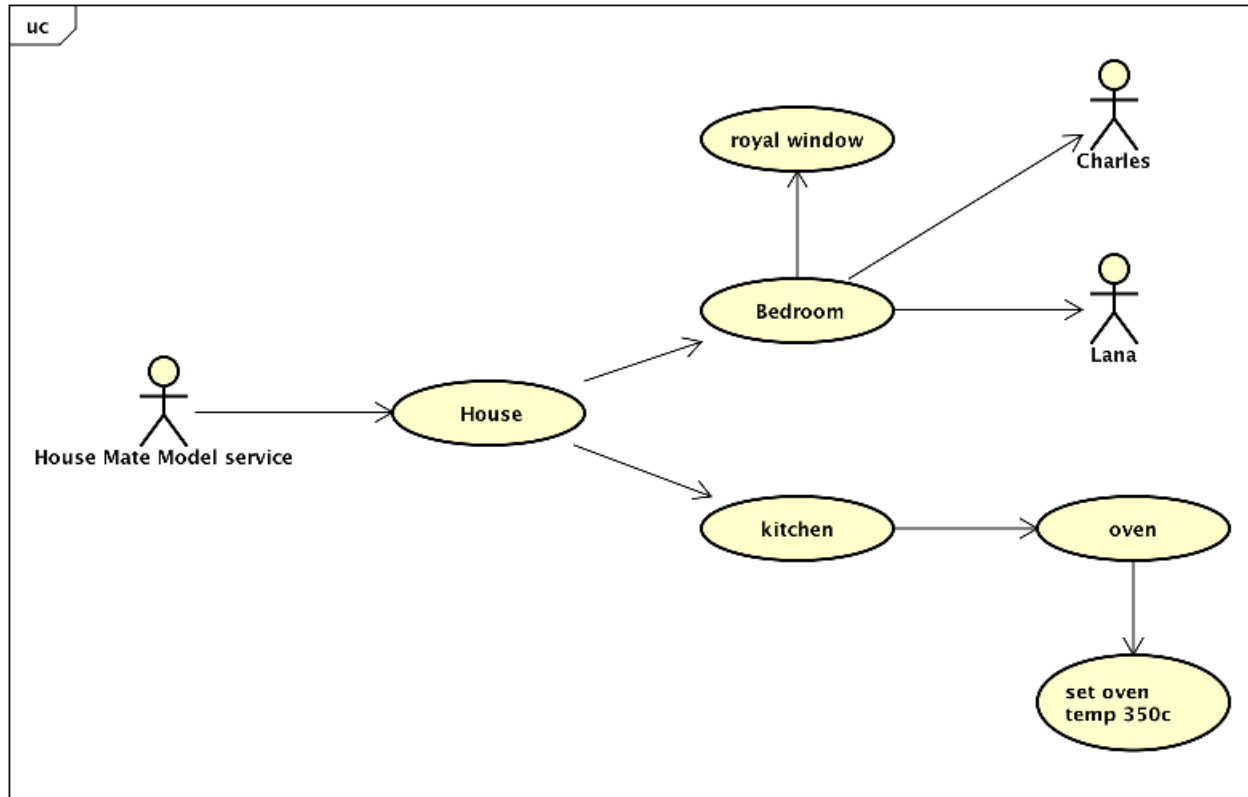 uc
royal window
Charles
Bedroom
Lana
House
House Mate Model service
kitchen
oven
set oven
temp 350c